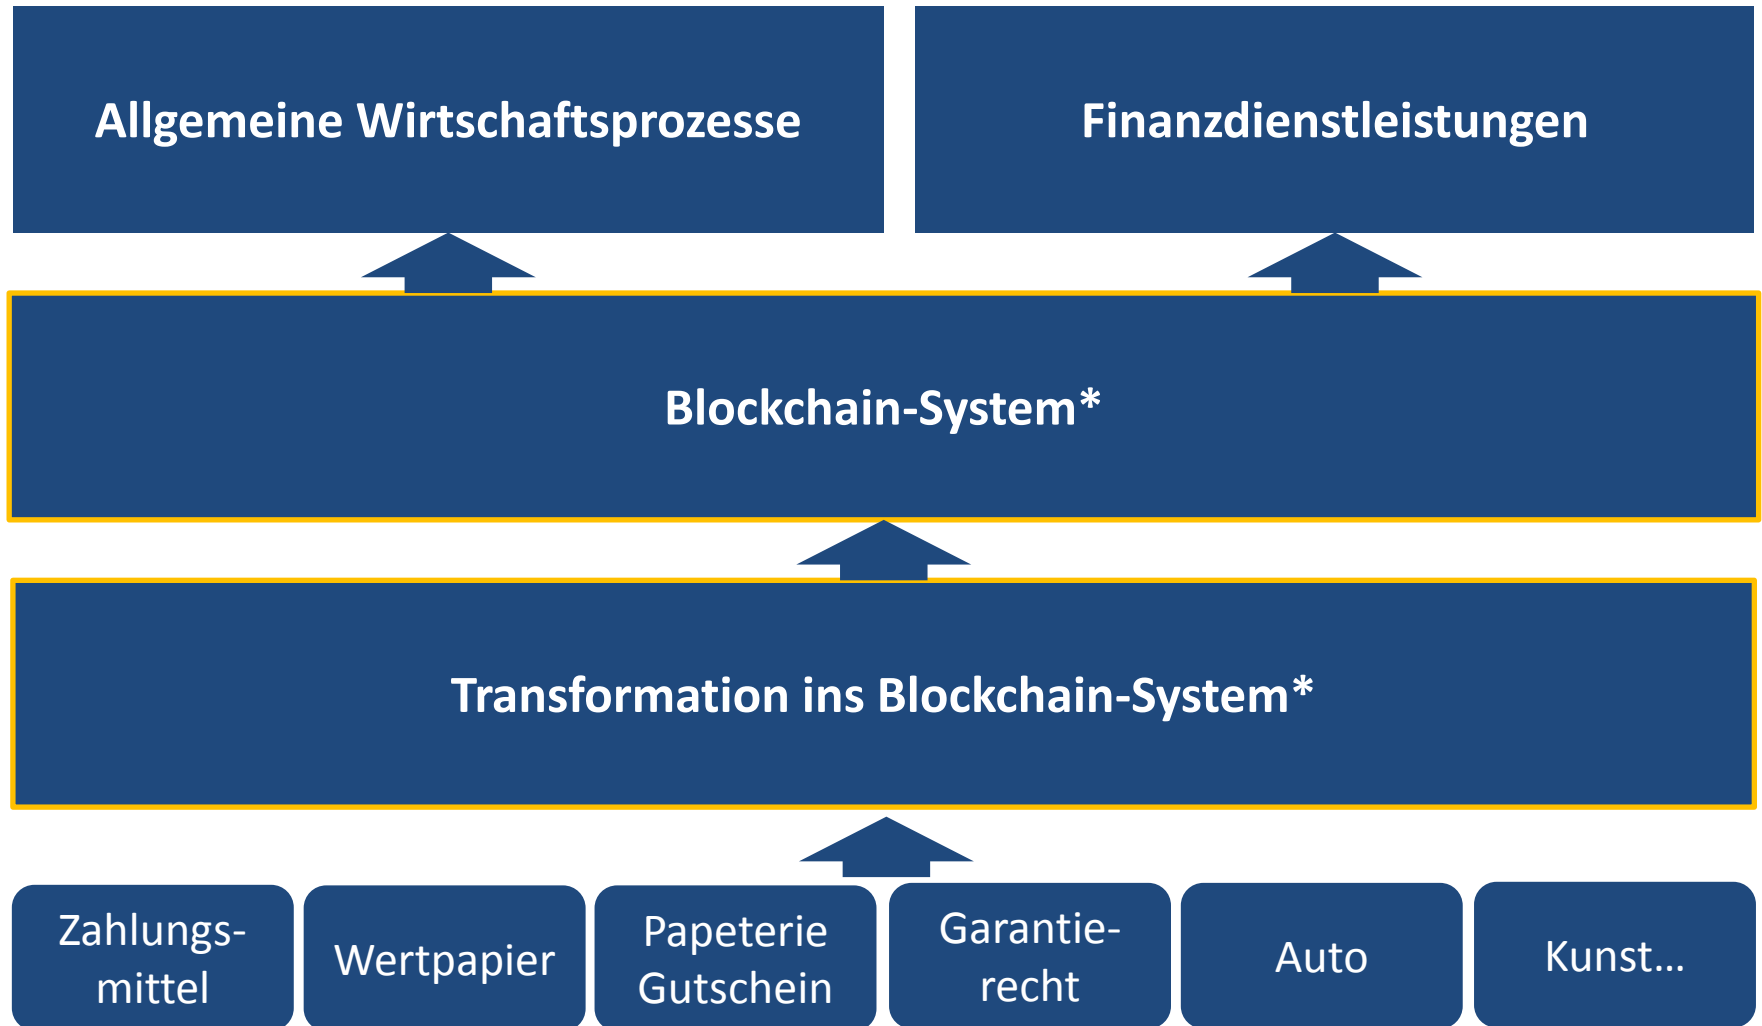 Allgemeine Wirtschaftsprozesse
Finanzdienstleistungen
Blockchain-System*
Transformation ins Blockchain-System*
Zahlungs-
mittel
Wertpapier
Papeterie
Gutschein
Garantie-
recht
Auto
Kunst...